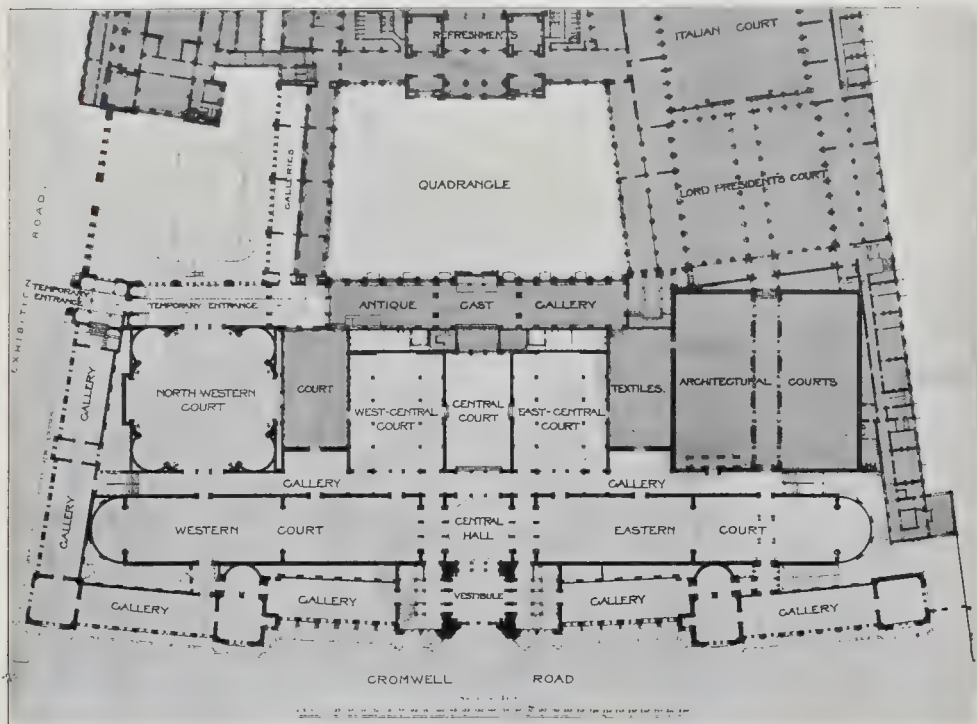 REFRESHMENTS
ITALIAN COURT
QUADRANGLE
GALLERIES
LORD PRESIDENTS COURT
EXHIBITION ROAD.
TEMPORARY
ENTRANCE
TEMPORARY ENTRANCE
ANTIQUE CAST GALLERY
GALLERY
NORTH WESTERN
COURT
COURT
WEST-CENTRAL
COURT
CENTRAL
COURT
EAST-CENTRAL
COURT
TEXTILES.
ARCHITECTURAL COURTS
GALLERY
GALLERY
GALLERY
WESTERN COURT
CENTRAL
HALL
EASTERN COURT
GALLERY
GALLERY
VESTIBULE
GALLERY
GALLERY
CROMWELL ROAD